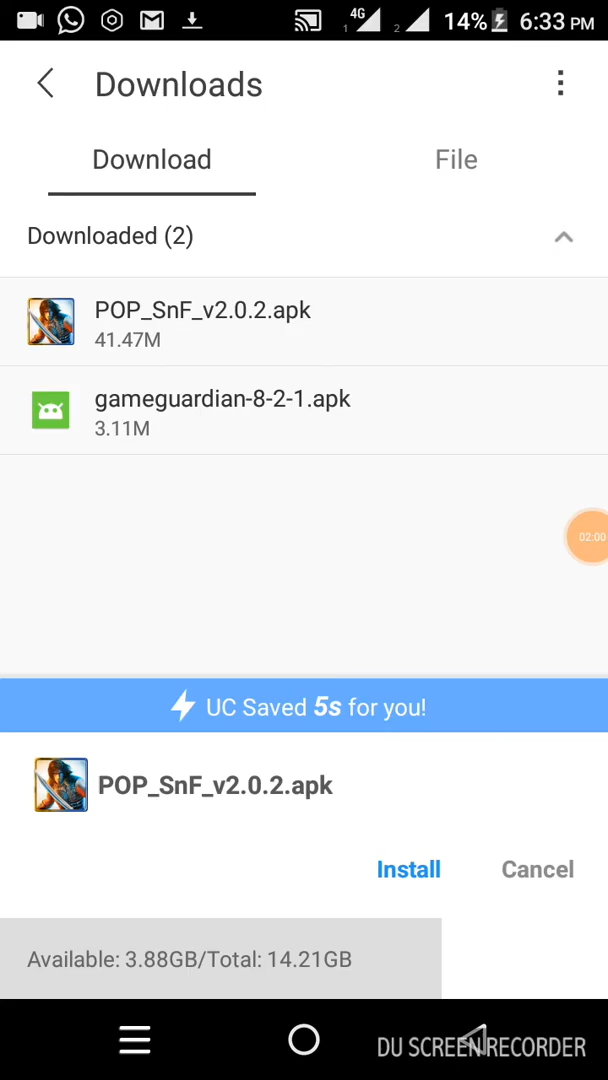 4G
1
2
14%
6:33 PM
Downloads
Download
File
Downloaded (2)
POP_SnF_v2.0.2.apk
41.47M
gameguardian-8-2-1.apk
3.11M
02:00
UC Saved 5s for you!
POP_SnF_v2.0.2.apk
Install
Cancel
Available: 3.88GB/Total: 14.21GB
DU SCREEN RECORDER